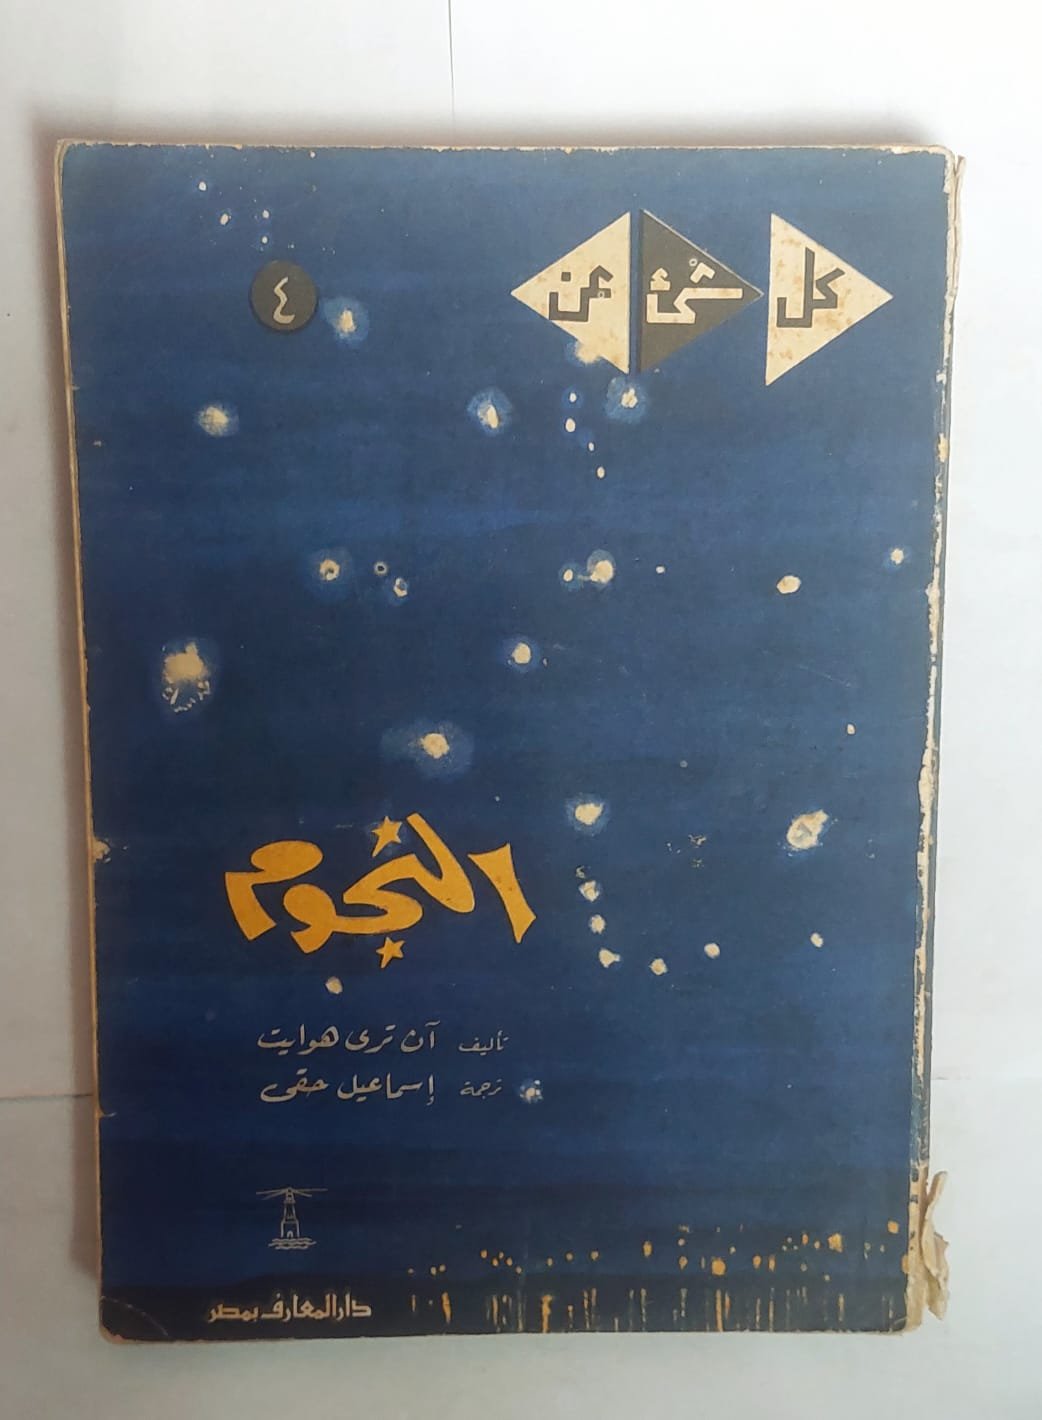 كل شئ عن
٤
النجوم
تأليف آن ترى هوايت
ترجمة إسماعيل حقى
دار المعارف بمصر